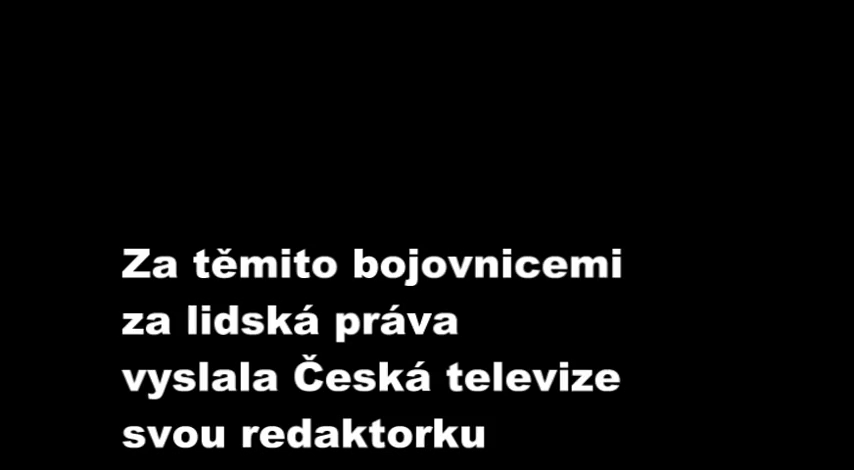 Za těmito bojovnicemi
za lidská práva
vyslala Česká televize
svou redaktorku